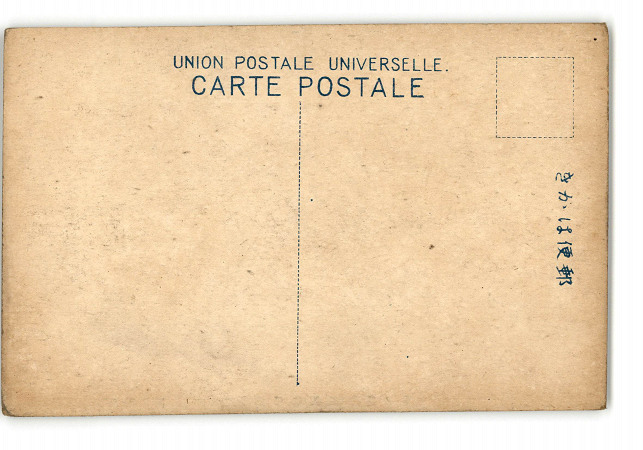 UNION POSTALE UNIVERSELLE.
CARTE POSTALE
きかは便郵